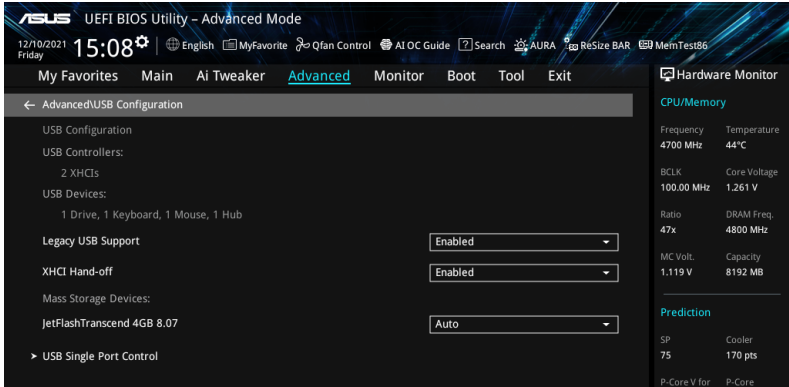 ASUS UEFI BIOS Utility – Advanced Mode
12/10/2021 Friday 15:08 English MyFavorite Qfan Control AI OC Guide ? Search AURA ReSize BAR MemTest86
My Favorites Main Ai Tweaker Advanced Monitor Boot Tool Exit
← Advanced\USB Configuration
USB Configuration
USB Controllers:
2 XHCIs
USB Devices:
1 Drive, 1 Keyboard, 1 Mouse, 1 Hub
Legacy USB Support Enabled
XHCI Hand-off Enabled
Mass Storage Devices:
JetFlashTranscend 4GB 8.07 Auto
> USB Single Port Control
Hardware Monitor
CPU/Memory
Frequency Temperature
4700 MHz 44°C
BCLK Core Voltage
100.00 MHz 1.261 V
Ratio DRAM Freq.
47x 4800 MHz
MC Volt. Capacity
1.119 V 8192 MB
Prediction
SP Cooler
75 170 pts
P-Core V for P-Core